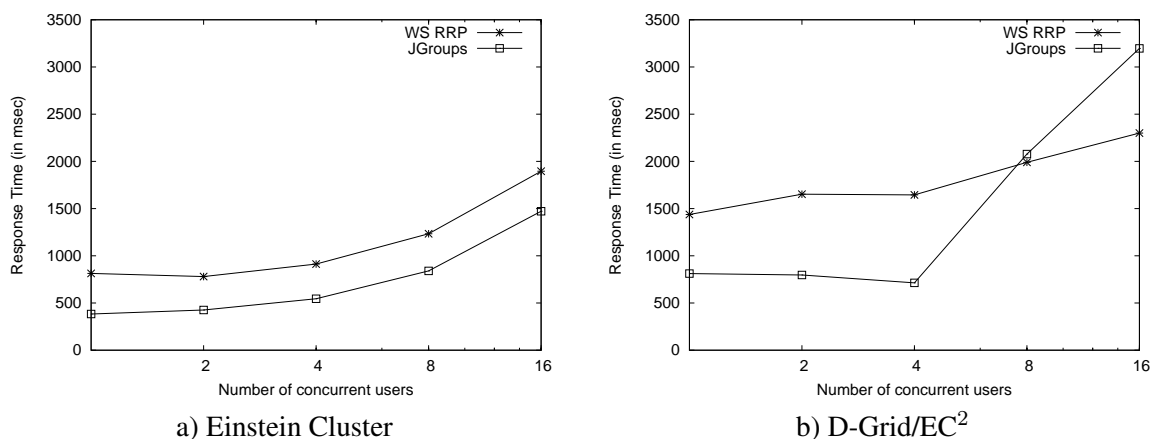 3500
3000
2500
2000
1500
1000
500
0
Response Time (in msec)
WS RRP
JGroups
2
4
8
16
Number of concurrent users
a) Einstein Cluster
3500
3000
2500
2000
1500
1000
500
0
Response Time (in msec)
WS RRP
JGroups
2
4
8
16
Number of concurrent users
b) D-Grid/EC²